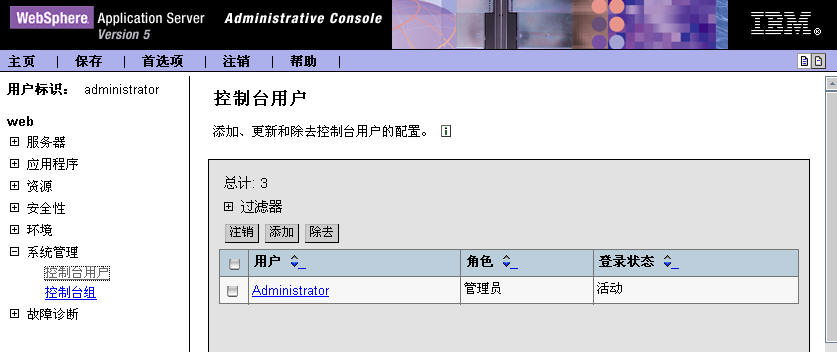 WebSphere Application Server Administrative Console
Version 5
IBM
主页 | 保存 | 首选项 | 注销 | 帮助 |
用户标识： administrator
web
服务器
应用程序
资源
安全性
环境
系统管理
控制台用户
控制台组
故障诊断
控制台用户
添加、更新和除去控制台用户的配置。 i
总计: 3
过滤器
注销 添加 除去
用户 角色 登录状态
Administrator 管理员 活动